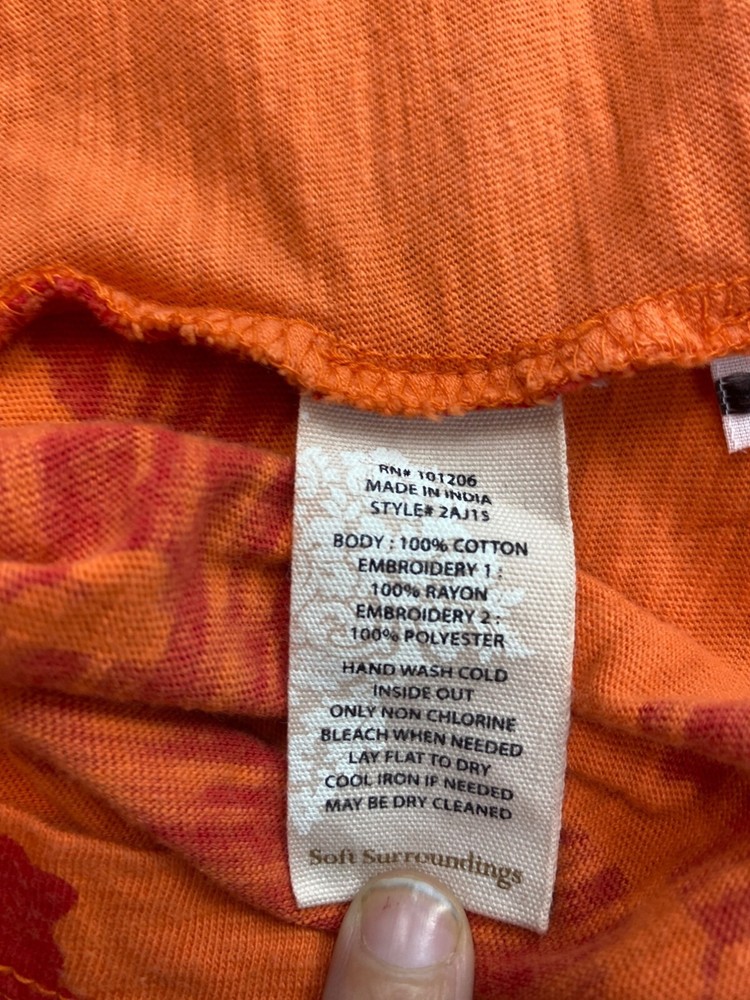 RN# 101206
MADE IN INDIA
STYLE# 2AJ1S
BODY : 100% COTTON
EMBROIDERY 1 :
100% RAYON
EMBROIDERY 2 :
100% POLYESTER
HAND WASH COLD
INSIDE OUT
ONLY NON CHLORINE
BLEACH WHEN NEEDED
LAY FLAT TO DRY
COOL IRON IF NEEDED
MAY BE DRY CLEANED
Soft Surroundings